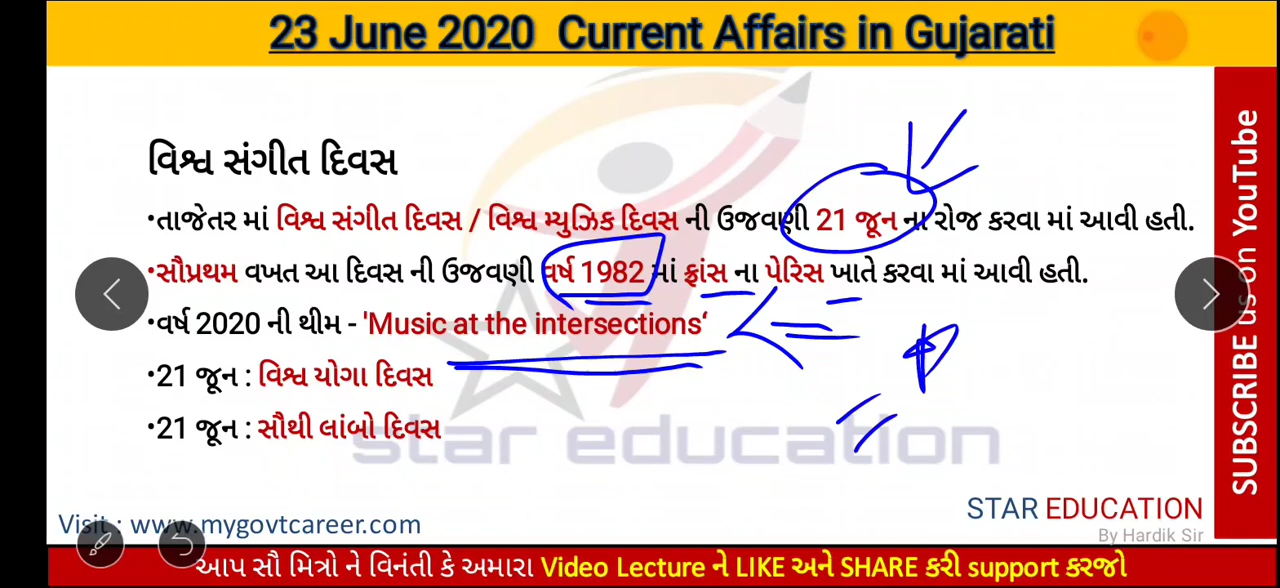 23 June 2020 Current Affairs in Gujarati
વિશ્વ સંગીત દિવસ
•તાજેતર માં વિશ્વ સંગીત દિવસ / વિશ્વ મ્યુઝિક દિવસ ની ઉજવણી 21 જૂન ના રોજ કરવા માં આવી હતી.
•સૌપ્રથમ વખત આ દિવસ ની ઉજવણી વર્ષ 1982 માં ફ્રાંસ ના પેરિસ ખાતે કરવા માં આવી હતી.
•વર્ષ 2020 ની થીમ - 'Music at the intersections‘
•21 જૂન : વિશ્વ યોગા દિવસ
•21 જૂન : સૌથી લાંબો દિવસ
star education
STAR EDUCATION
By Hardik Sir
Visit : www.mygovtcareer.com
આપ સૌ મિત્રો ને વિનંતી કે અમારા Video Lecture ને LIKE અને SHARE કરી support કરજો
SUBSCRIBE us on YouTube